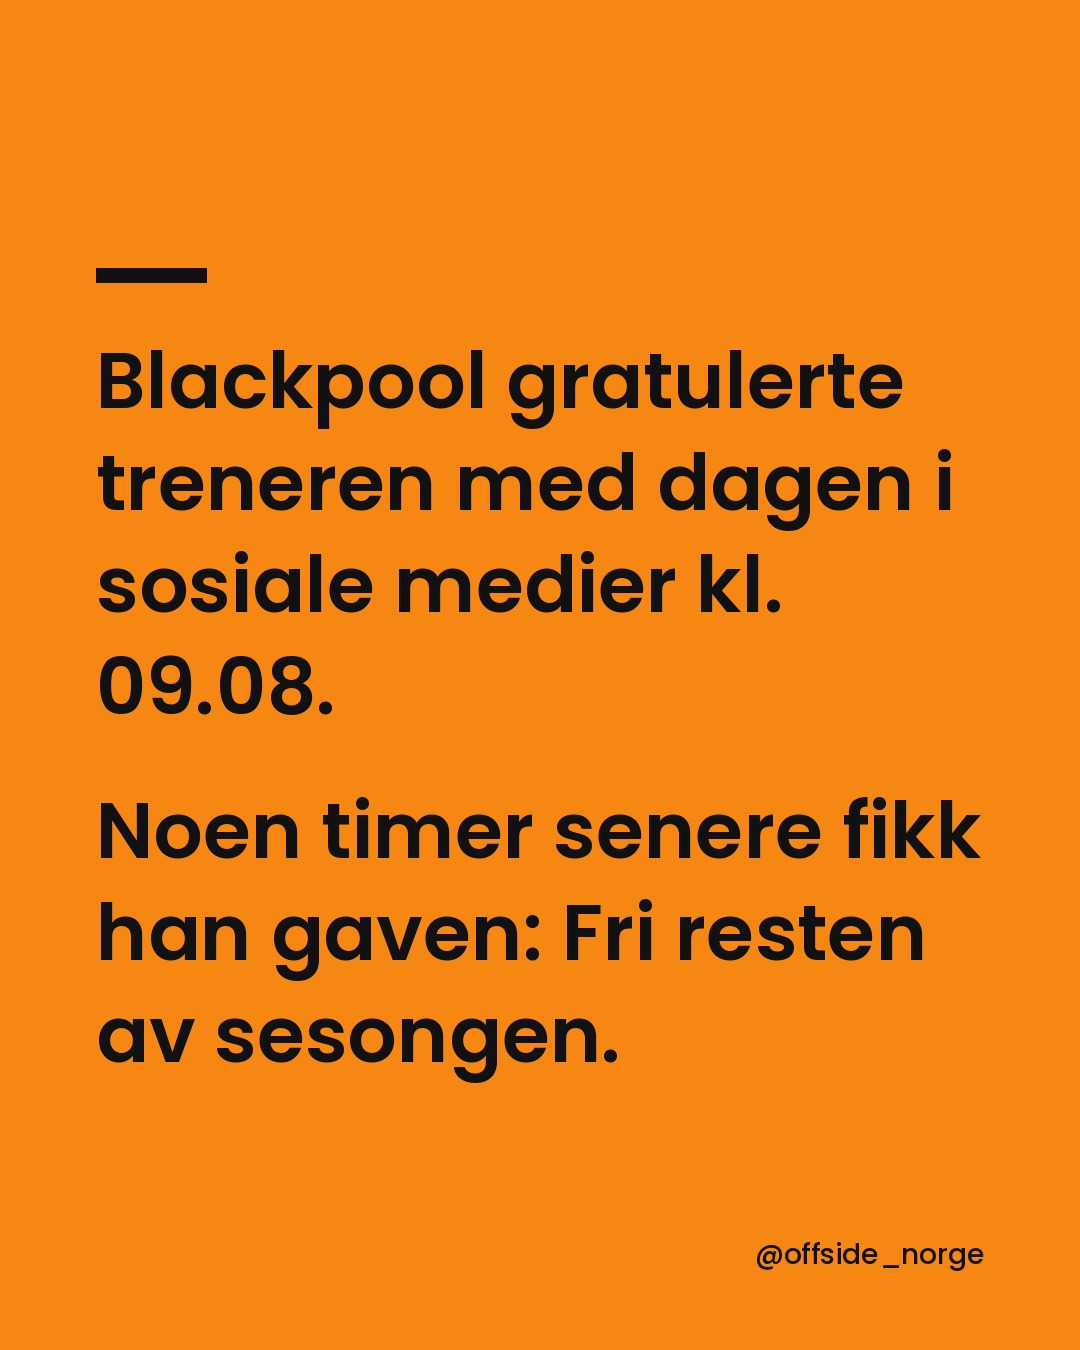 Blackpool gratulerte
treneren med dagen i
sosiale medier kl.
09.08.
Noen timer senere fikk
han gaven: Fri resten
av sesongen.
@offside_norge